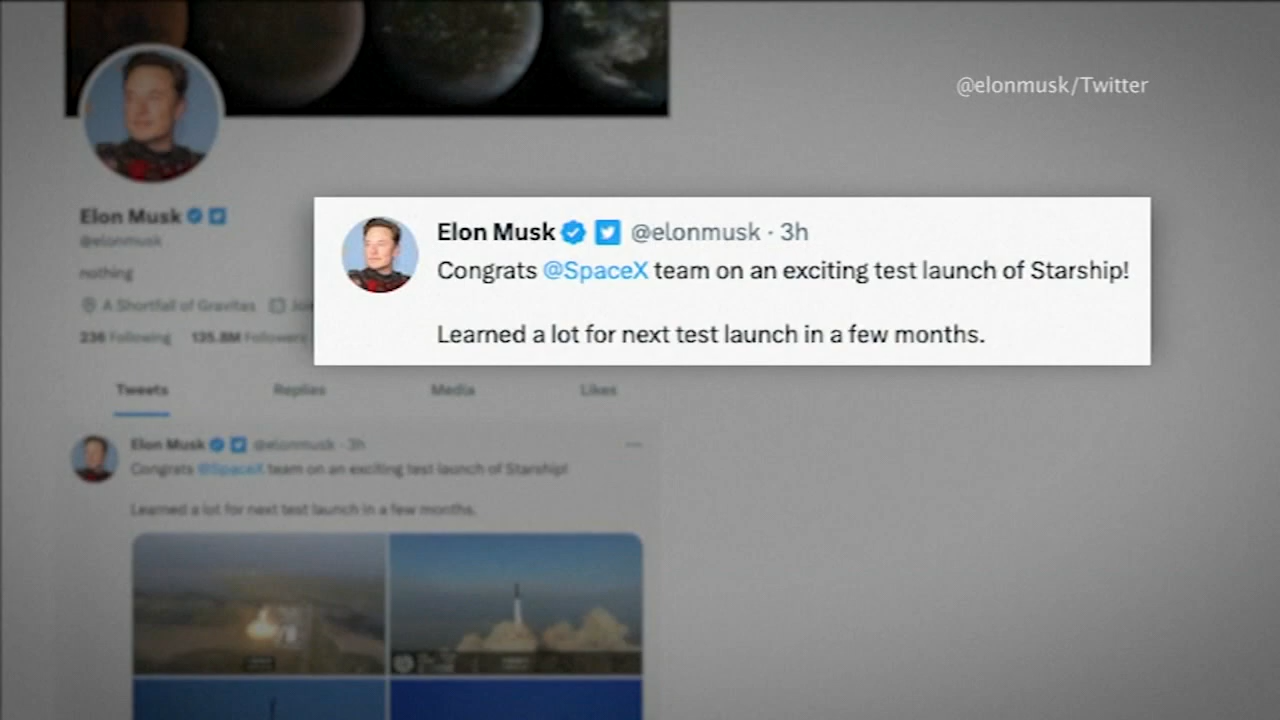 @elonmusk/Twitter
Elon Musk @elonmusk · 3h
Congrats @SpaceX team on an exciting test launch of Starship!
Learned a lot for next test launch in a few months.
Elon Musk
@elonmusk
nothing
A Shortfall of Gravitas
236 Following 135.8M Followers
Tweets Replies Media Likes
Elon Musk @elonmusk · 3h
Congrats @SpaceX team on an exciting test launch of Starship!
Learned a lot for next test launch in a few months.